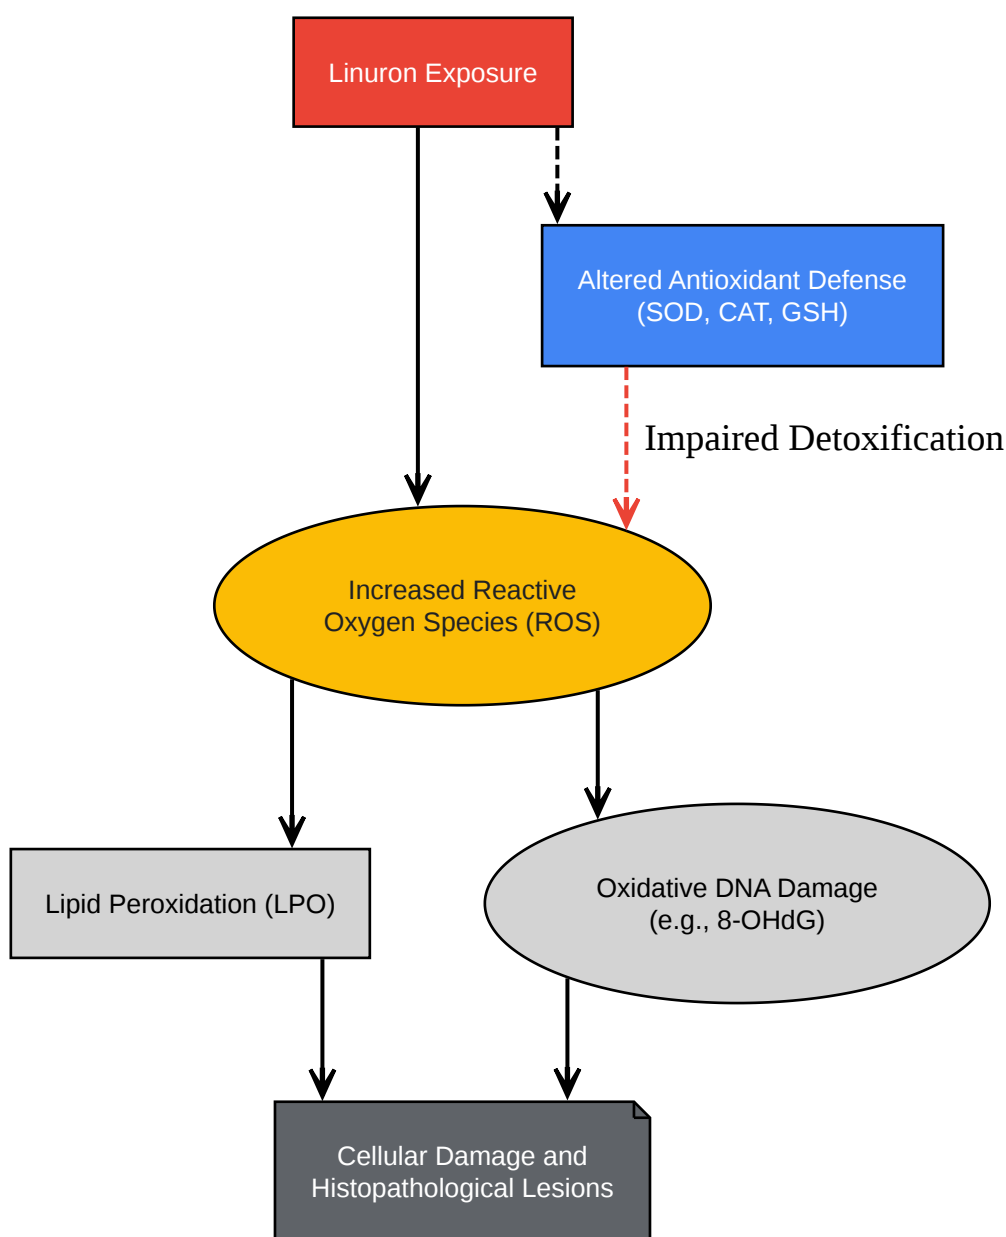 Linuron Exposure
Altered Antioxidant Defense
(SOD, CAT, GSH)
Impaired Detoxification
Increased Reactive
Oxygen Species (ROS)
Lipid Peroxidation (LPO)
Oxidative DNA Damage
(e.g., 8-OHdG)
Cellular Damage and
Histopathological Lesions